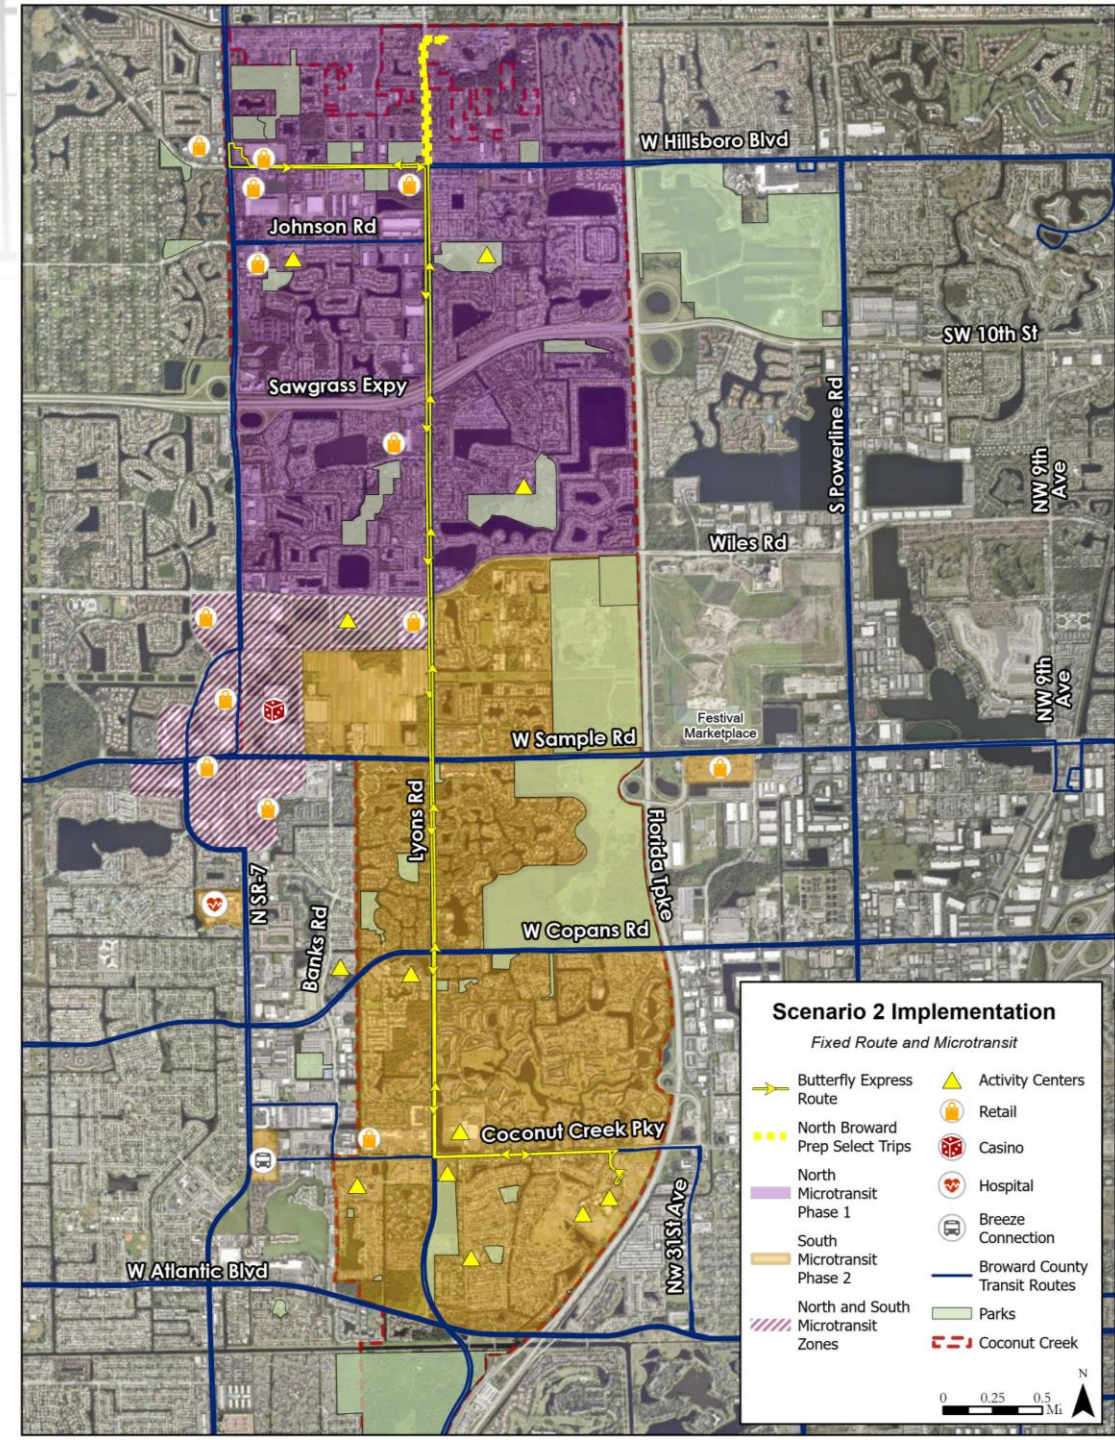 W Hillsboro Blvd
Johnson Rd
SW 10th St
Sawgrass Expy
S Powerline Rd
NW 9th
Ave
Wiles Rd
NW 9th
Ave
Festival
Marketplace
W Sample Rd
Lyons Rd
Florida Tpke
N SR-7
Banks Rd
W Copans Rd
Coconut Creek Pky
Nw 31St Ave
W Atlantic Blvd
Scenario 2 Implementation
Fixed Route and Microtransit
Butterfly Express
Route
North Broward
Prep Select Trips
North
Microtransit
Phase 1
South
Microtransit
Phase 2
North and South
Microtransit
Zones
Activity Centers
Retail
Casino
Hospital
Breeze
Connection
Broward County
Transit Routes
Parks
Coconut Creek
N
0 0.25 0.5
Mi